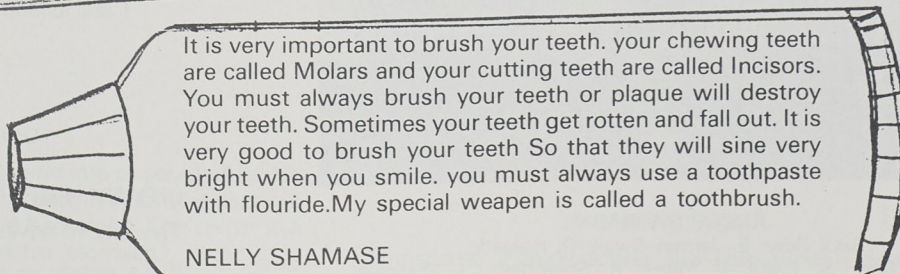 It is very important to brush your teeth. your chewing teeth
are called Molars and your cutting teeth are called Incisors.
You must always brush your teeth or plaque will destroy
your teeth. Sometimes your teeth get rotten and fall out. It is
very good to brush your teeth So that they will sine very
bright when you smile. you must always use a toothpaste
with flouride.My special weapen is called a toothbrush.
NELLY SHAMASE